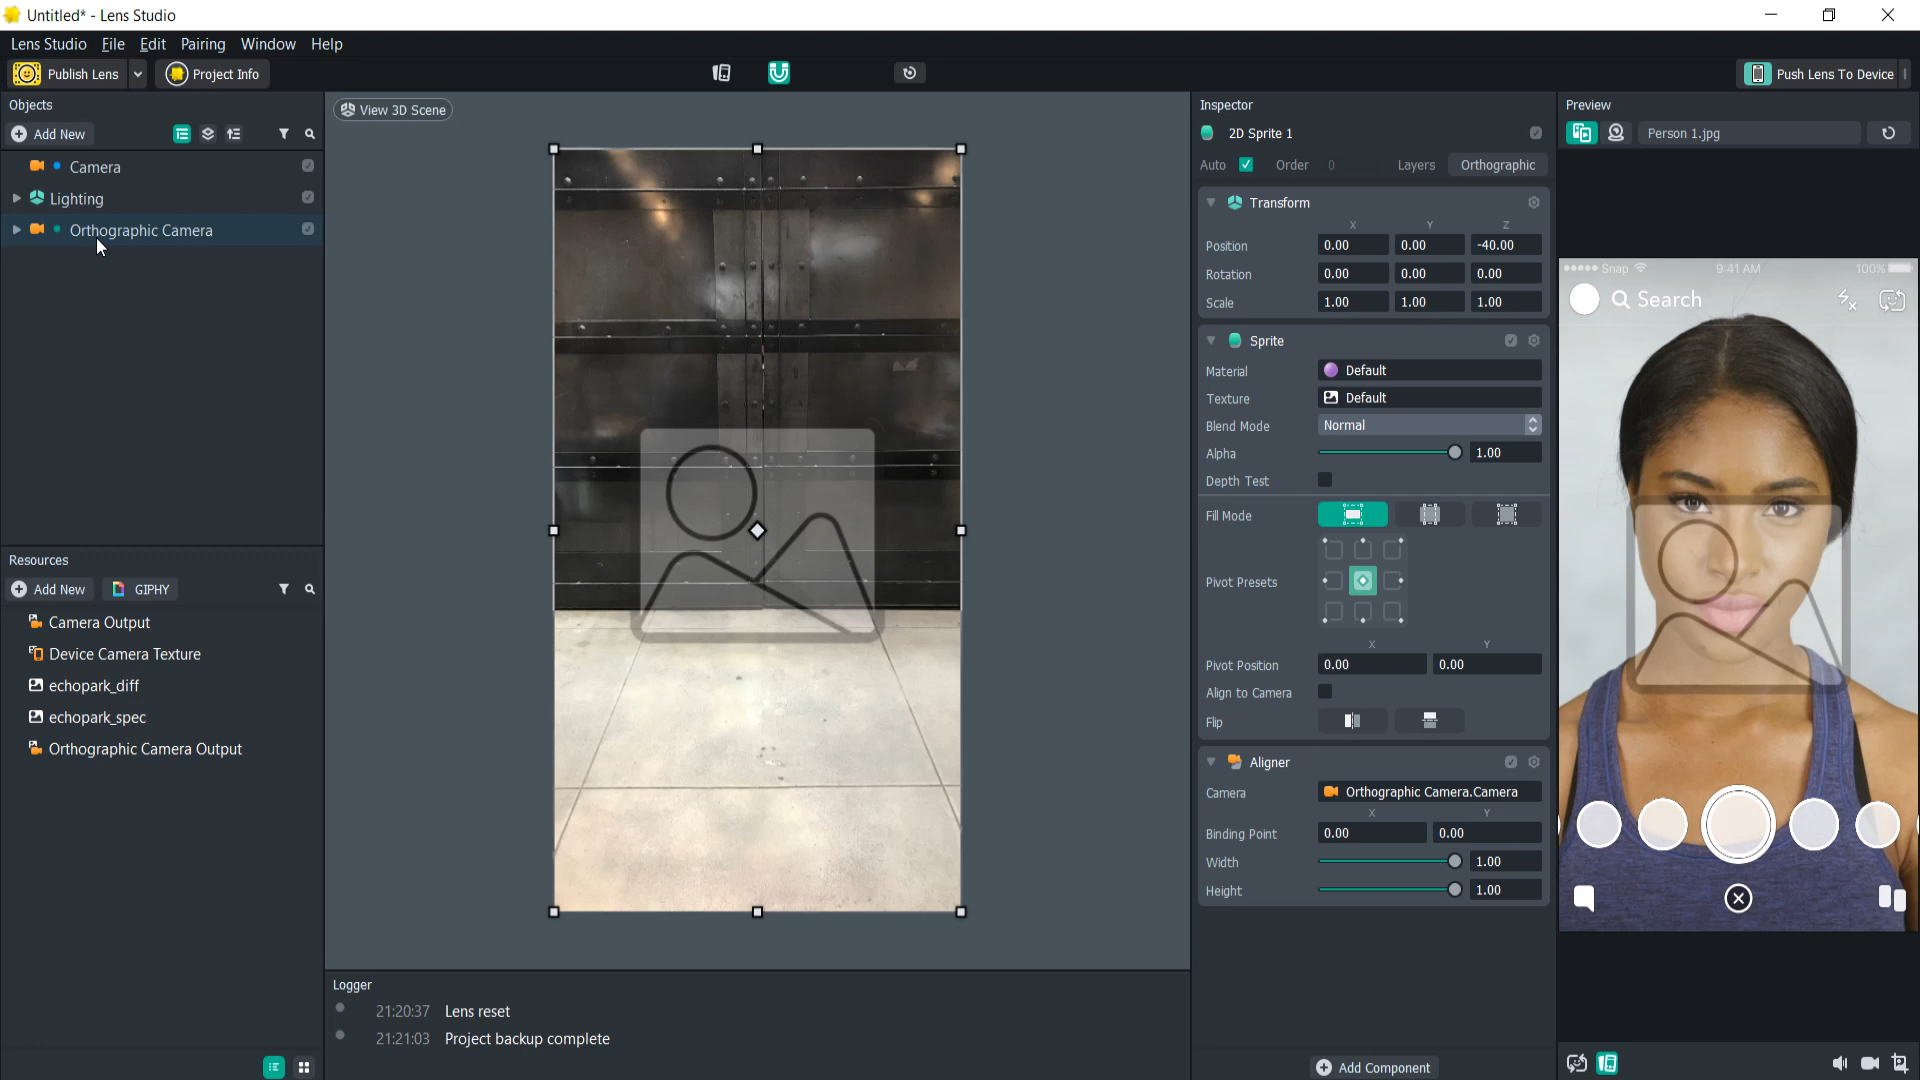 Untitled* - Lens Studio
Lens Studio File Edit Pairing Window Help
Publish Lens Project Info Push Lens To Device
Objects
Add New
Camera
Lighting
Orthographic Camera
Resources
Add New GIPHY
Camera Output
Device Camera Texture
echopark_diff
echopark_spec
Orthographic Camera Output
View 3D Scene
Logger
21:20:37 Lens reset
21:21:03 Project backup complete
Inspector
2D Sprite 1
Auto Order 0 Layers Orthographic
Transform
X Y Z
Position 0.00 0.00 -40.00
Rotation 0.00 0.00 0.00
Scale 1.00 1.00 1.00
Sprite
Material Default
Texture Default
Blend Mode Normal
Alpha 1.00
Depth Test
Fill Mode
Pivot Presets
X Y
Pivot Position 0.00 0.00
Align to Camera
Flip
Aligner
Camera Orthographic Camera.Camera
X Y
Binding Point 0.00 0.00
Width 1.00
Height 1.00
Add Component
Preview
Person 1.jpg
Snap 9:41 AM 100%
Search